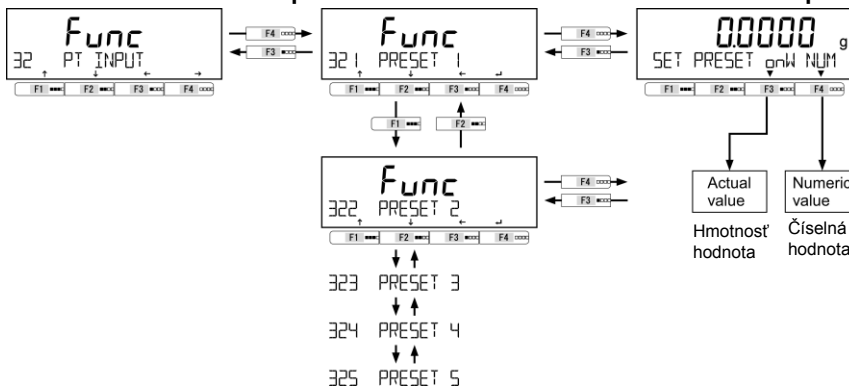 Func
32 PT INPUT
F1 F2 F3 F4
F4
F3
Func
321 PRESET 1
F1 F2 F3 F4
F4
F3
0.0000 g
SET PRESET onW NUM
F1 F2 F3 F4
F1 F2
Func
322 PRESET 2
F1 F2 F3 F4
F4
F3
Actual value
Numeric value
Hmotnosť hodnota
Číselná hodnota
323 PRESET 3
324 PRESET 4
325 PRESET 5